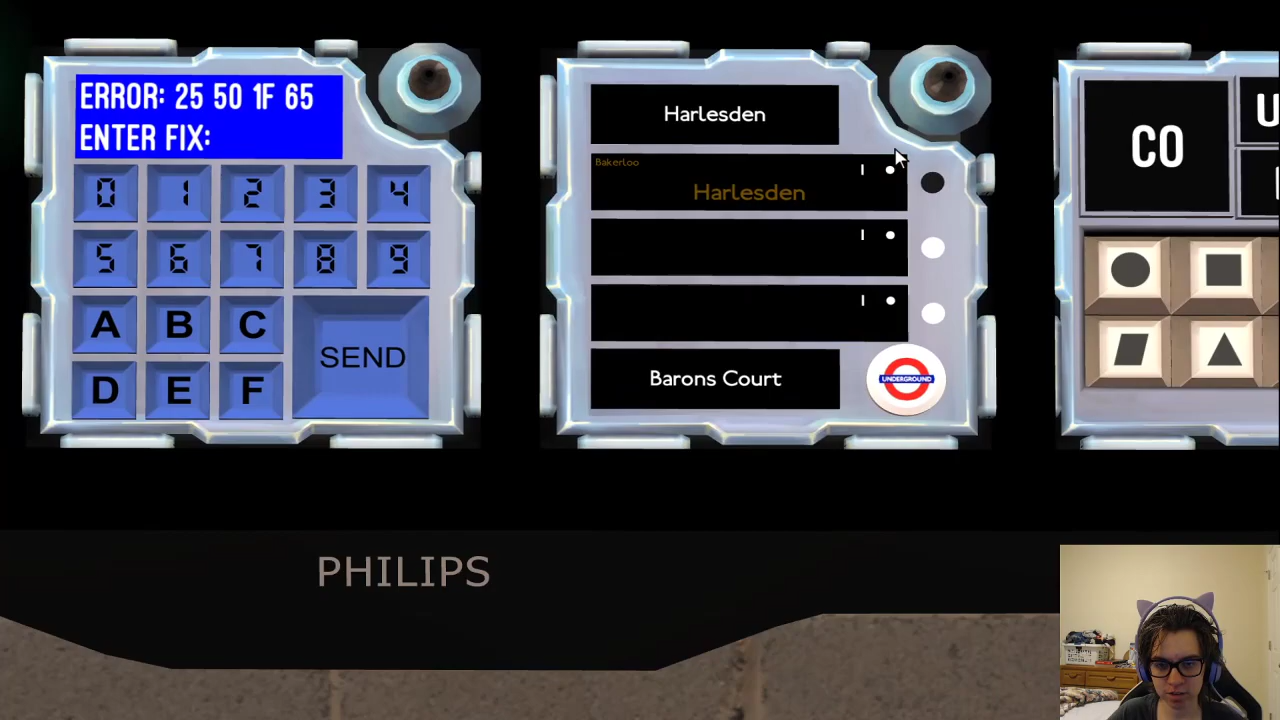 ERROR: 25 50 1F 65
ENTER FIX:
0 1 2 3 4
5 6 7 8 9
A B C
D E F
SEND
Harlesden
Bakerloo
Harlesden
Barons Court
UNDERGROUND
CO
U
PHILIPS